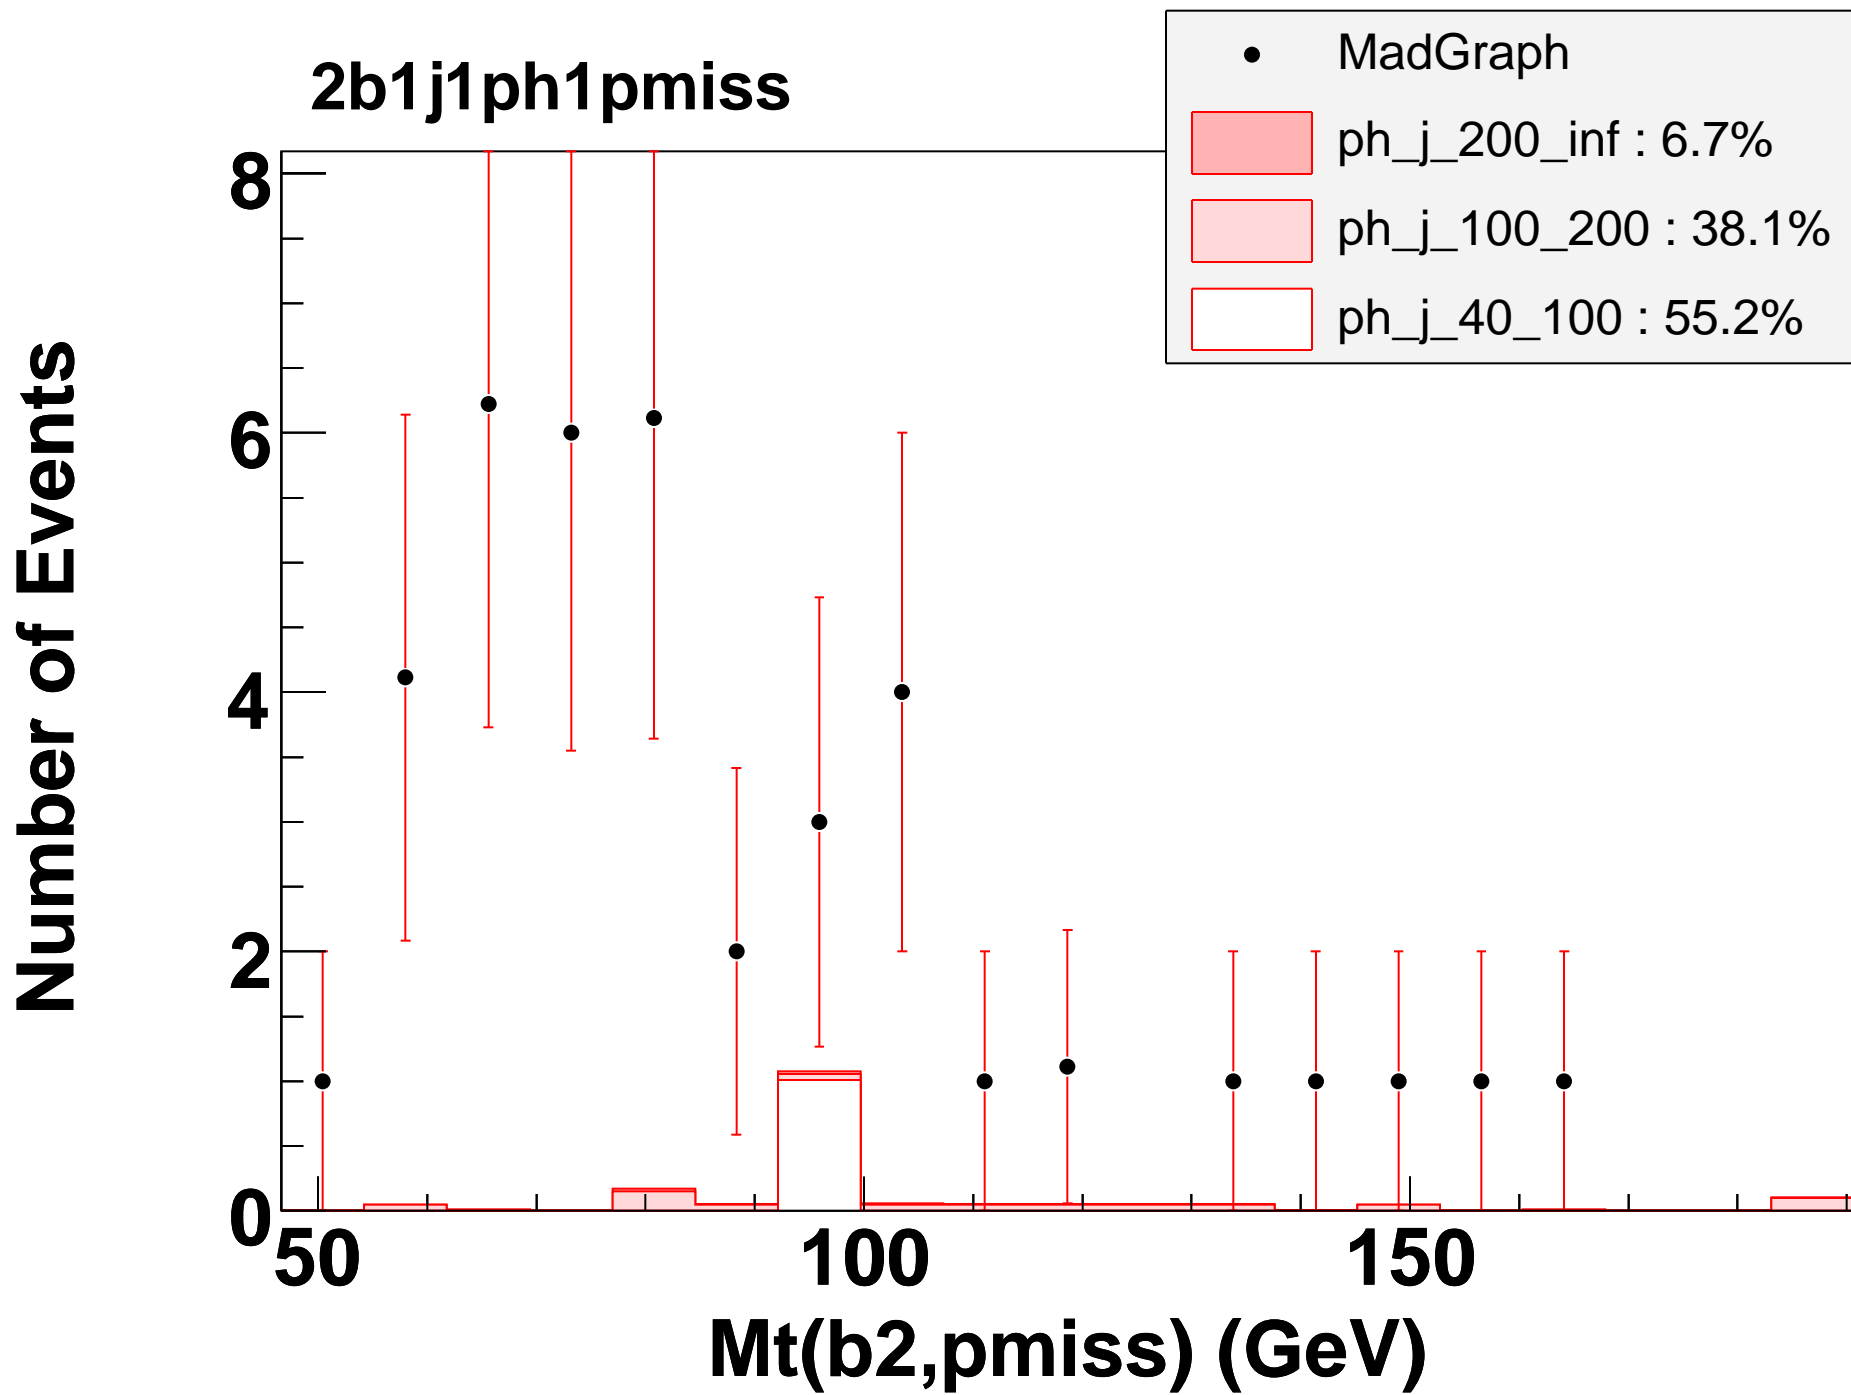 2b1j1ph1pmiss
MadGraph
ph_j_200_inf : 6.7%
ph_j_100_200 : 38.1%
ph_j_40_100 : 55.2%
Number of Events
8
6
4
2
0
50 100 150
Mt(b2,pmiss) (GeV)